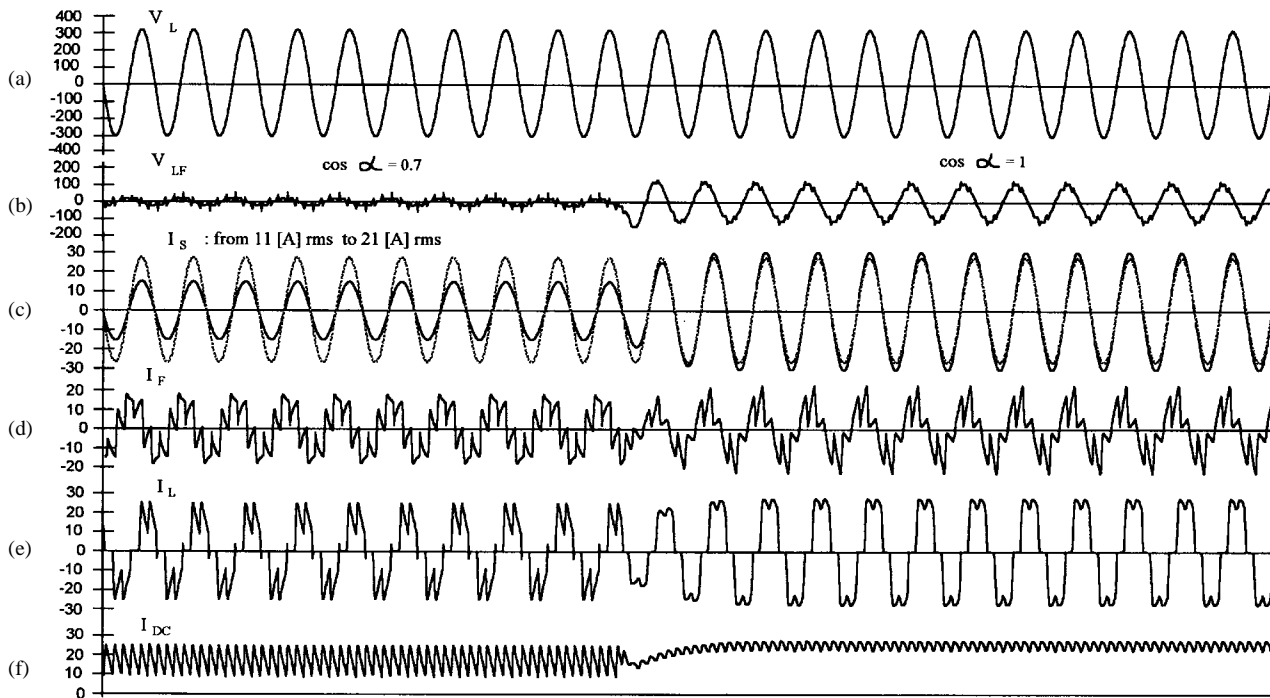 400
V L
300
200
100
(a)
0
-100
-200
-300
400
V LF
cos α = 0.7
cos α = 1
200
100
(b)
0
-100
200
I S : from 11 [A] rms to 21 [A] rms
30
20
10
(c)
0
-10
-20
-30
I F
20
10
(d)
0
-10
-20
I L
30
20
10
(e)
0
-10
-20
-30
I DC
30
20
(f)
10
0